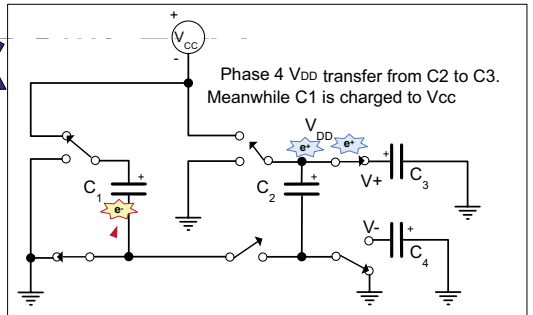 +
VCC
-
Phase 4 VDD transfer from C2 to C3.
Meanwhile C1 is charged to Vcc
VDD
e+ e+
+ + +
V+ C3
C1 C2
e-
V- +
C4